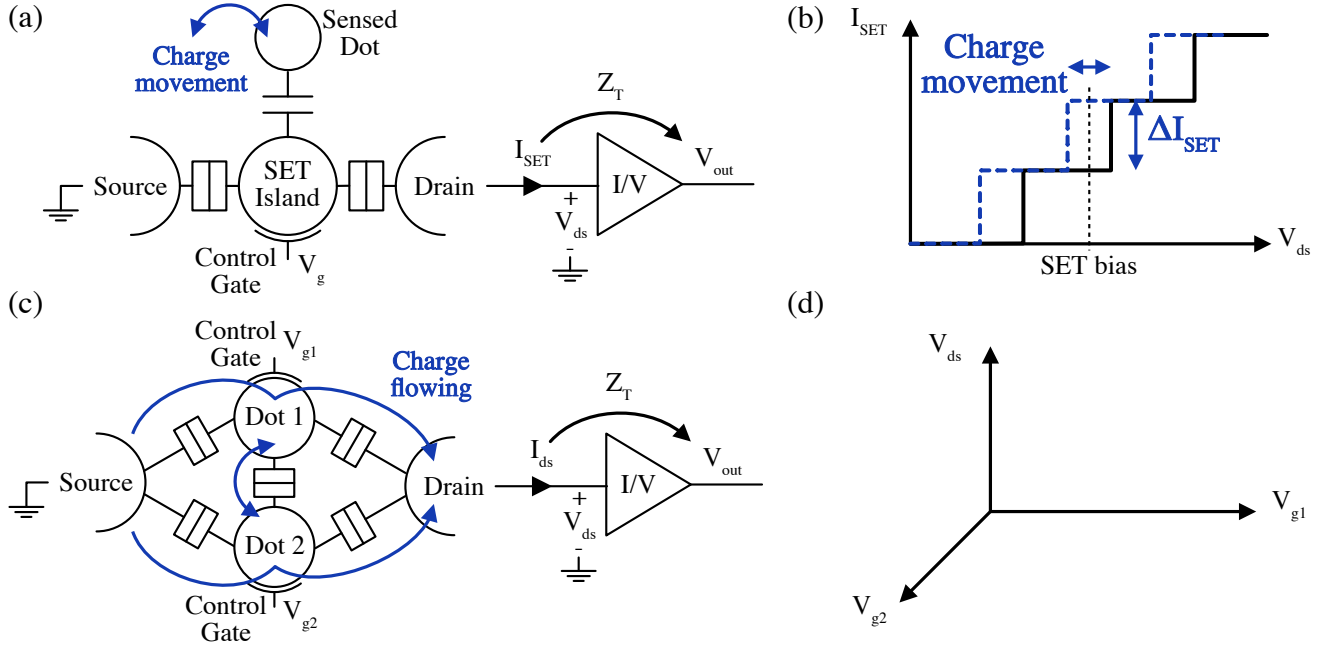 (a)
Sensed
Dot
Charge
movement
Z_T
I_SET
V_out
Source
SET
Island
Drain
I/V
+
V_ds
-
Control
Gate
V_g
(b)
I_SET
Charge
movement
ΔI_SET
V_ds
SET bias
(c)
Control
Gate
V_g1
Charge
flowing
Z_T
Dot 1
I_ds
V_out
Source
Drain
I/V
+
V_ds
-
Dot 2
Control
Gate
V_g2
(d)
V_ds
V_g1
V_g2